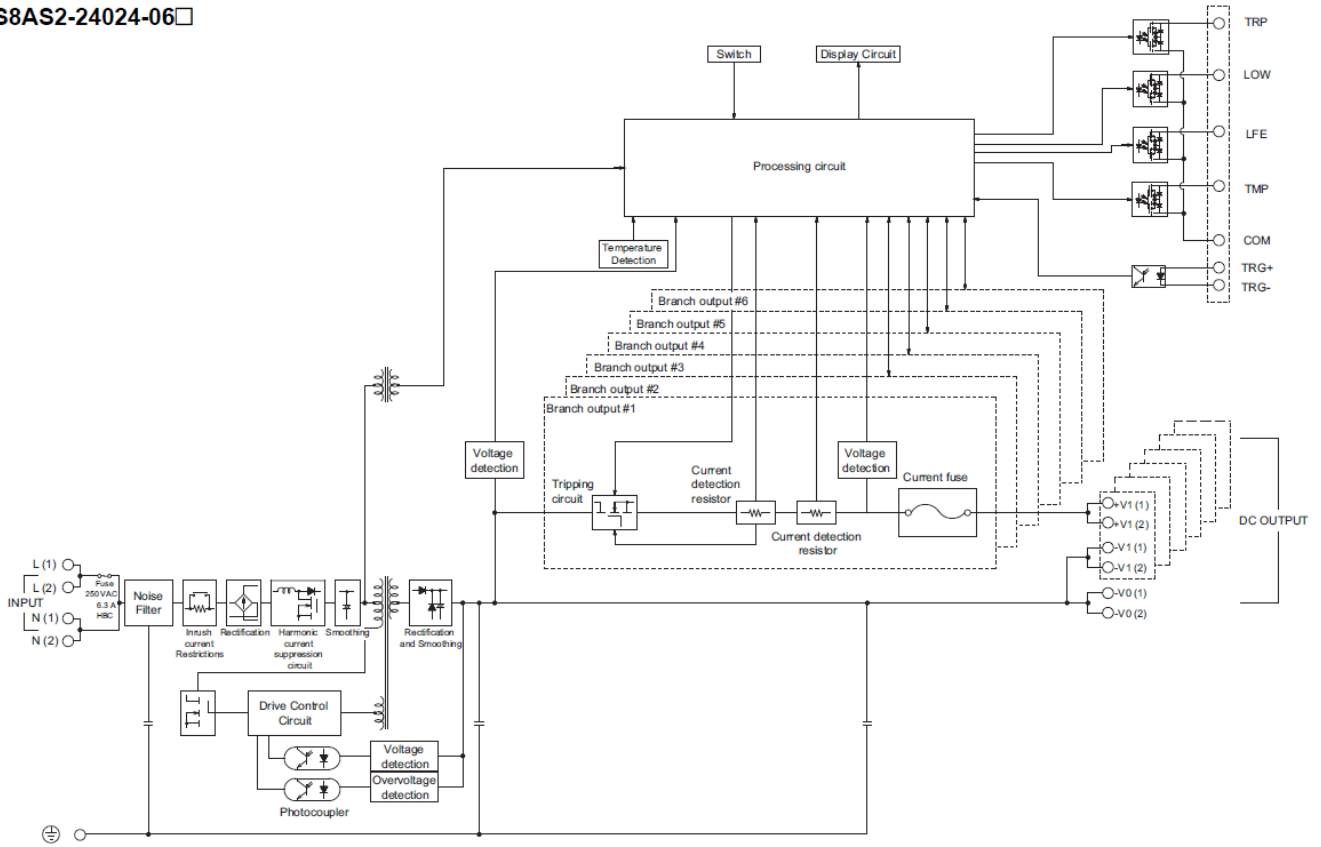 S8AS2-24024-06□
Switch
Display Circuit
Processing circuit
Temperature
Detection
TRP
LOW
LFE
TMP
COM
TRG+
TRG-
Branch output #6
Branch output #5
Branch output #4
Branch output #3
Branch output #2
Branch output #1
Voltage
detection
Tripping
circuit
Current
detection
resistor
Current detection
resistor
Voltage
detection
Current fuse
+V1 (1)
+V1 (2)
-V1 (1)
-V1 (2)
-V0 (1)
-V0 (2)
DC OUTPUT
L (1)
L (2)
INPUT
N (1)
N (2)
Fuse
250VAC
6.3 A
HBC
Noise
Filter
Inrush
current
Restrictions
Rectification
Harmonic
current
suppression
circuit
Smoothing
Rectification
and Smoothing
Drive Control
Circuit
Voltage
detection
Overvoltage
detection
Photocoupler